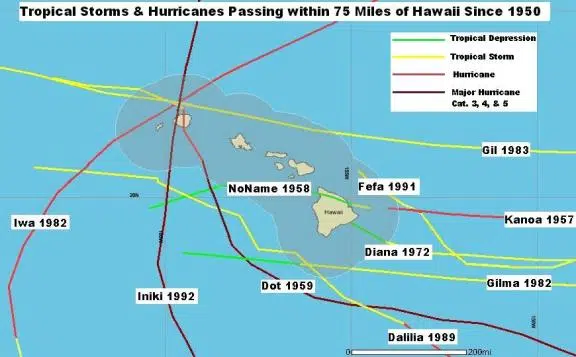 Tropical Storms & Hurricanes Passing within 75 Miles of Hawaii Since 1950
Tropical Depression
Tropical Storm
Hurricane
Major Hurricane
Cat. 3, 4, & 5
Gil 1983
NoName 1958
Fefa 1991
20N
Hawaii
Iwa 1982
Kanoa 1957
Diana 1972
Gilma 1982
Dot 1959
Iniki 1992
Dalilia 1989
0
200mi